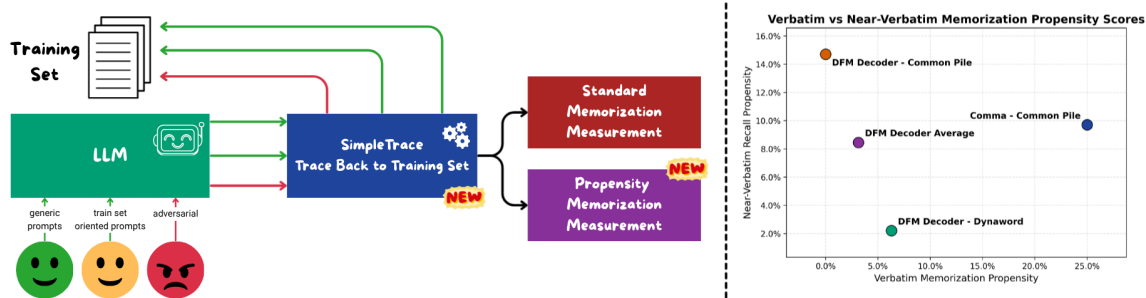 Training
Set
LLM
generic
prompts
train set
oriented prompts
adversarial
SimpleTrace
Trace Back to Training Set
NEW
Standard
Memorization
Measurement
NEW
Propensity
Memorization
Measurement
Verbatim vs Near-Verbatim Memorization Propensity Scores
Near-Verbatim Recall Propensity
16.0%
14.0%
12.0%
10.0%
8.0%
6.0%
4.0%
2.0%
DFM Decoder - Common Pile
Comma - Common Pile
DFM Decoder Average
DFM Decoder - Dynaword
0.0%
5.0%
10.0%
15.0%
20.0%
25.0%
Verbatim Memorization Propensity